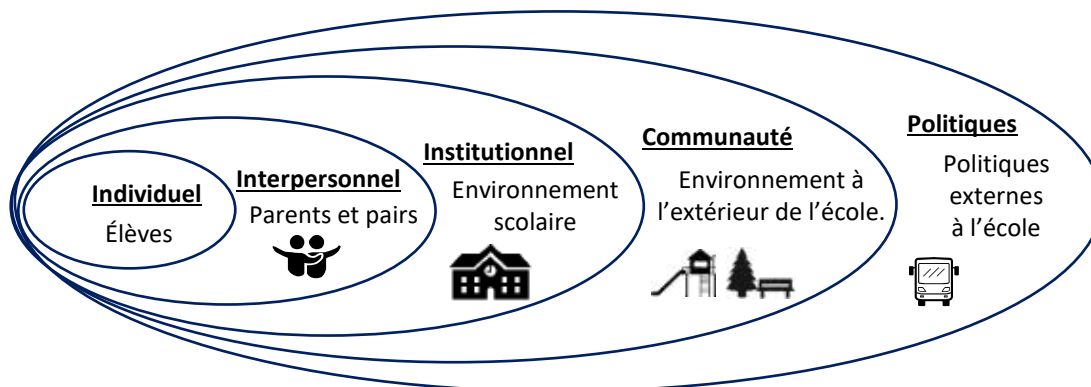 Individuel
Élèves
Interpersonnel
Parents et pairs
Institutionnel
Environnement
scolaire
Communauté
Environnement à
l’extérieur de l’école.
Politiques
Politiques
externes
à l’école